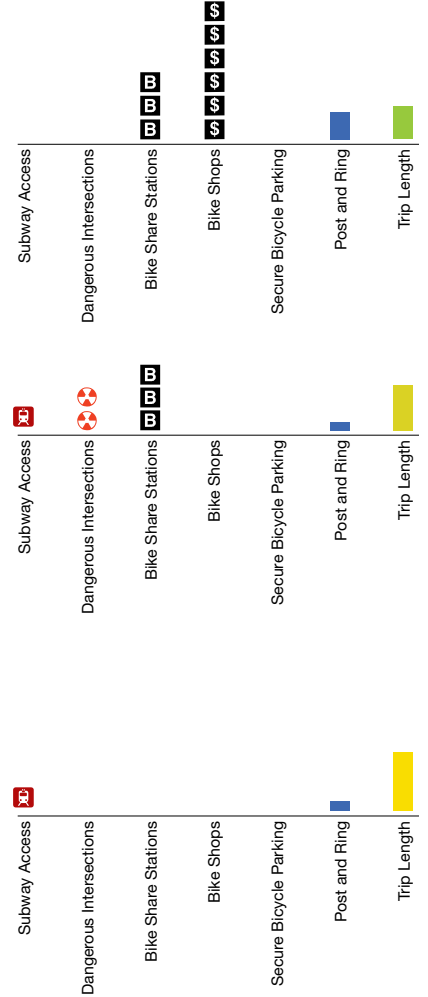 $
$
$
$
B $
B $
B $
Subway Access
Dangerous Intersections
Bike Share Stations
Bike Shops
Secure Bicycle Parking
Post and Ring
Trip Length
B
B
B
Subway Access
Dangerous Intersections
Bike Share Stations
Bike Shops
Secure Bicycle Parking
Post and Ring
Trip Length
Subway Access
Dangerous Intersections
Bike Share Stations
Bike Shops
Secure Bicycle Parking
Post and Ring
Trip Length